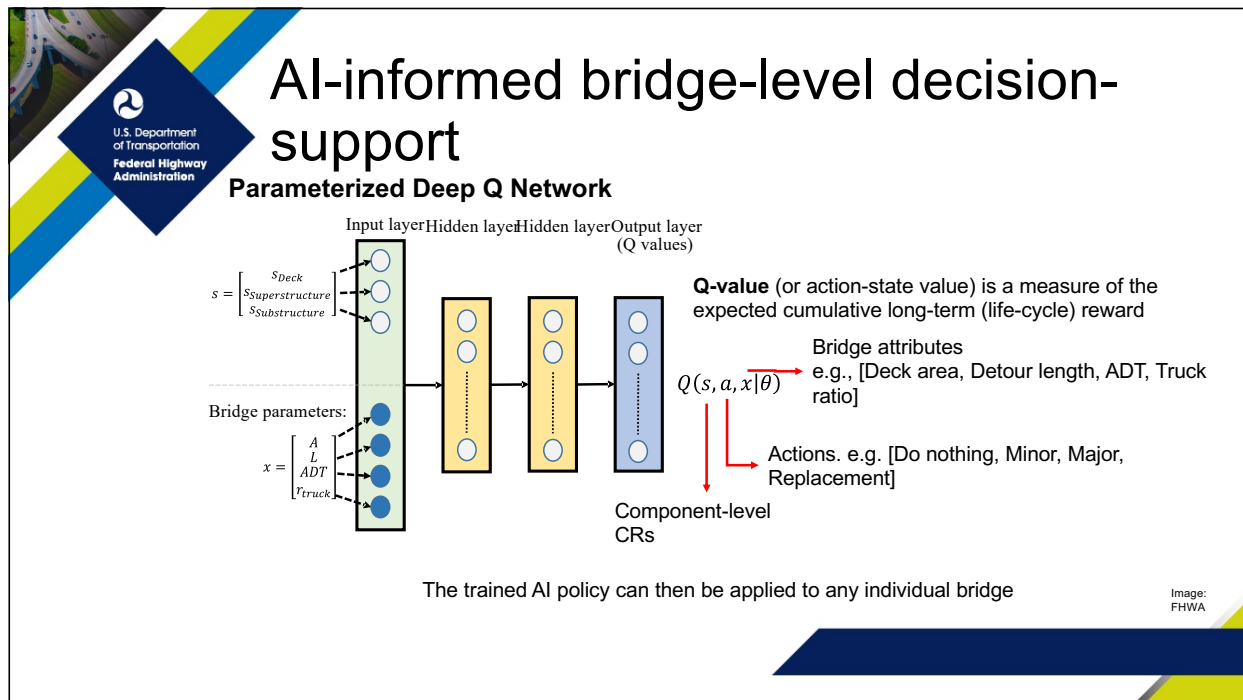 U.S. Department
of Transportation
Federal Highway
Administration
AI-informed bridge-level decision-
support
Parameterized Deep Q Network
Input layer Hidden layer Hidden layer Output layer
(Q values)
s = [s_Deck
s_Superstructure
s_Substructure]
Q-value (or action-state value) is a measure of the
expected cumulative long-term (life-cycle) reward
Bridge attributes
e.g., [Deck area, Detour length, ADT, Truck
ratio]
Q(s, a, x|θ)
Bridge parameters:
x = [A
L
ADT
r_truck]
Actions. e.g. [Do nothing, Minor, Major,
Replacement]
Component-level
CRs
The trained AI policy can then be applied to any individual bridge
Image:
FHWA